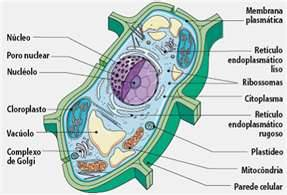 Membrana
plasmática
Núcleo
Poro nuclear
Nucléolo
Retículo
endoplasmático
liso
Ribossomas
Citoplasma
Cloroplasto
Retículo
endoplasmático
rugoso
Vacúolo
Plastídeo
Complexo
de Golgi
Mitocôndria
Parede celular